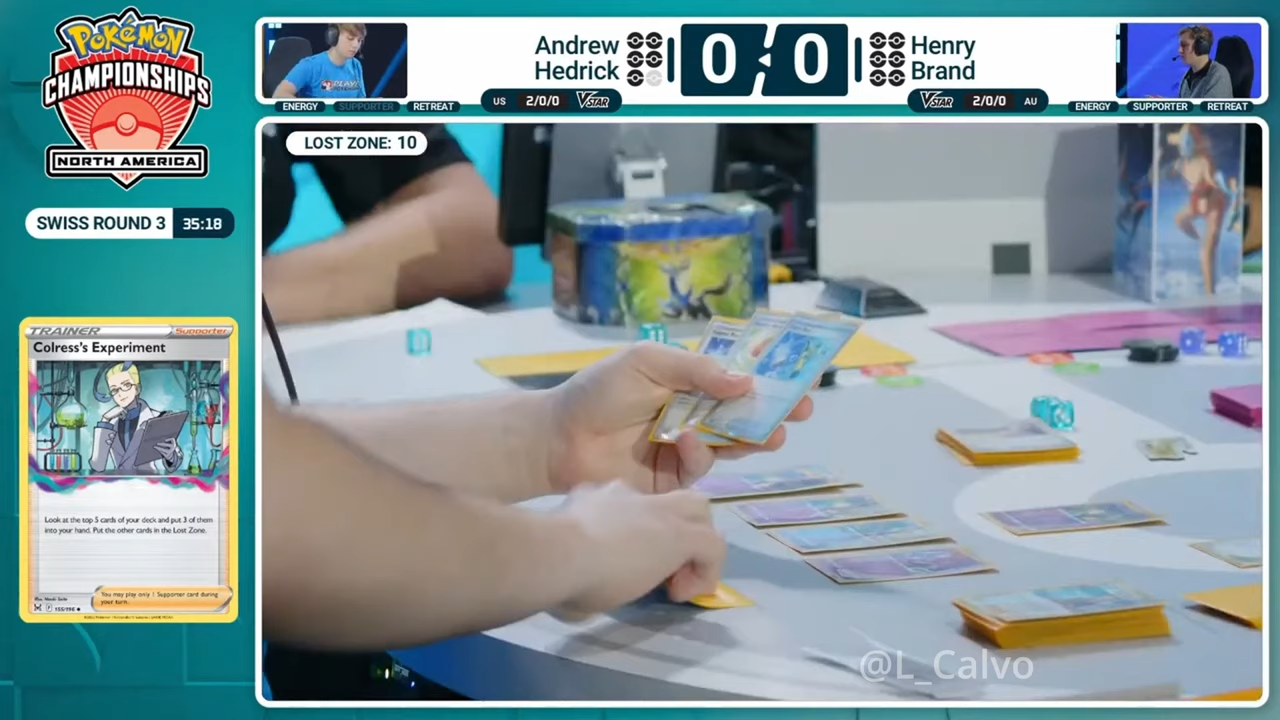 POKéMON
CHAMPIONSHIPS
NORTH AMERICA
SWISS ROUND 3 35:18
Andrew
Hedrick
0 0
Henry
Brand
ENERGY SUPPORTER RETREAT
US 2/0/0 VSTAR
VSTAR 2/0/0 AU
ENERGY SUPPORTER RETREAT
LOST ZONE: 10
TRAINER Supporter
Colress's Experiment
Look at the top 5 cards of your deck and put 3 of them
into your hand. Put the other cards in the Lost Zone.
You may play only 1 Supporter card during
your turn.
155/196
@L_Calvo